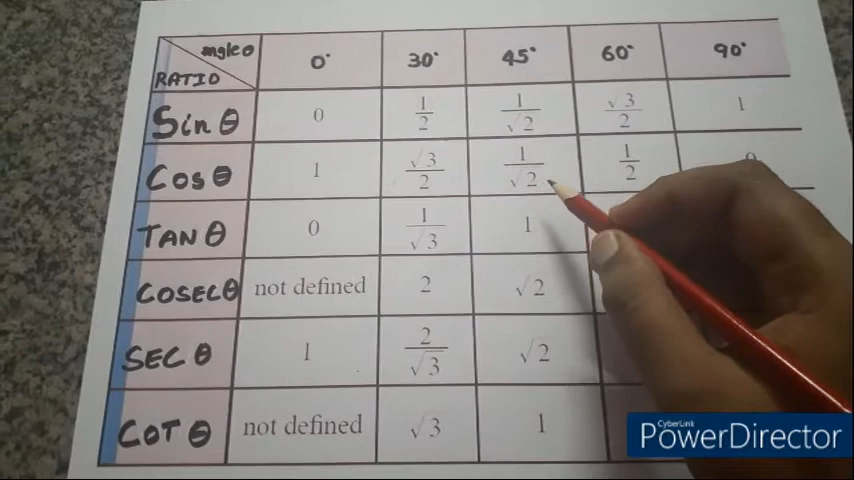 angle θ
RATIO
0° 30° 45° 60° 90°
Sin θ 0 1/2 1/√2 √3/2 1
Cos θ 1 √3/2 1/√2 1/2 0
TAN θ 0 1/√3 1
COSEC θ not defined 2 √2
SEC θ 1 2/√3 √2
COT θ not defined √3 1
CyberLink
PowerDirector